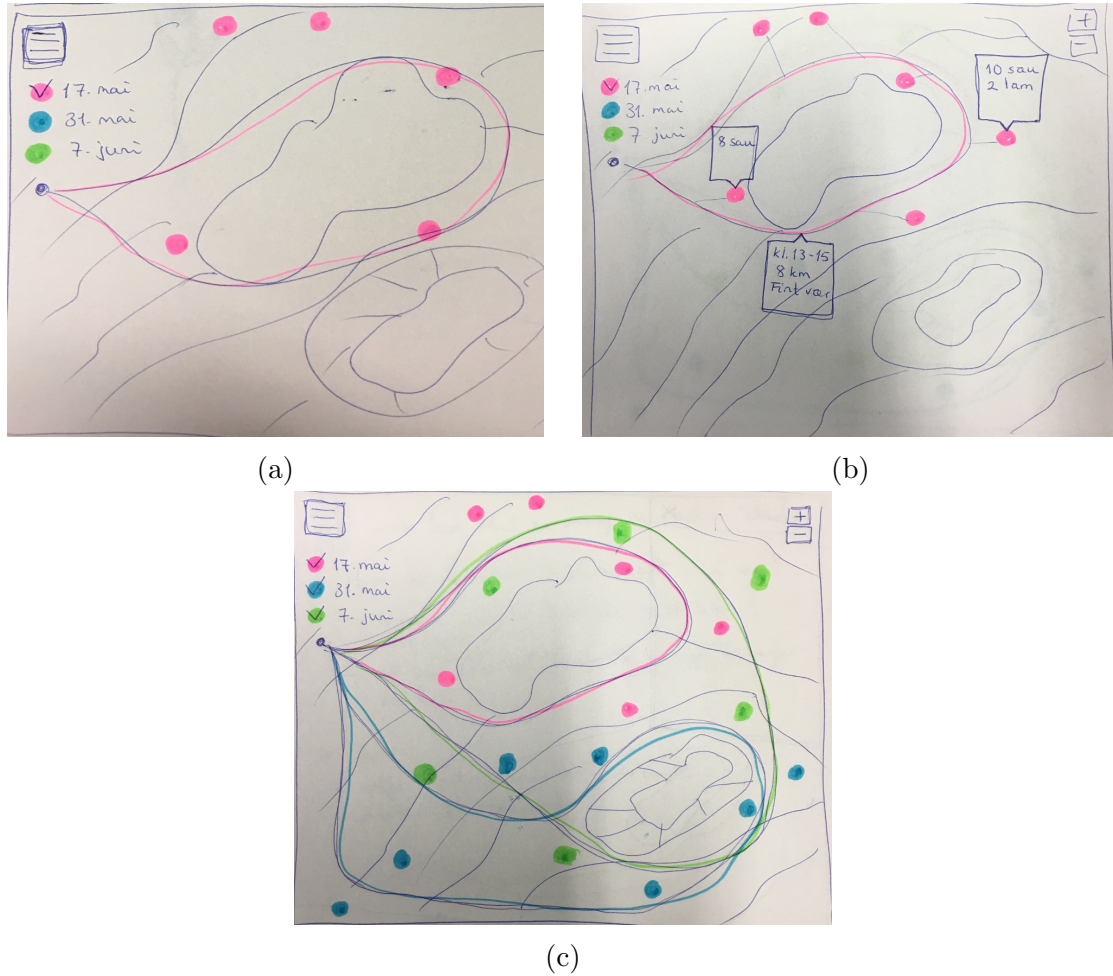 17. mai
31. mai
7. juni
(a)
+
-
17. mai
31. mai
7 juni
8 sau
10 sau
2 lam
kl. 13-15
8 km
Fint vær
(b)
+
-
17. mai
31. mai
7. juni
(c)